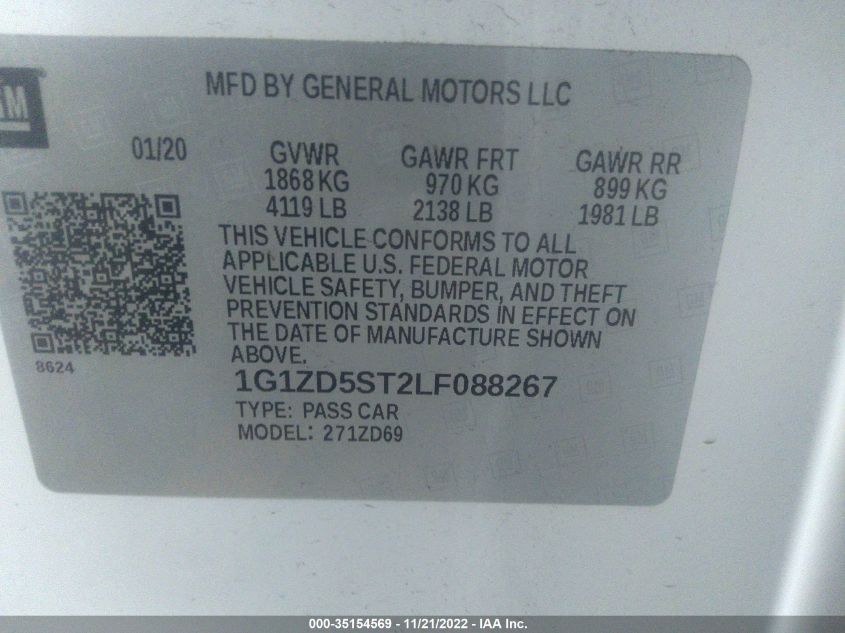 GM
MFD BY GENERAL MOTORS LLC
01/20 GVWR GAWR FRT GAWR RR
1868 KG 970 KG 899 KG
4119 LB 2138 LB 1981 LB
THIS VEHICLE CONFORMS TO ALL
APPLICABLE U.S. FEDERAL MOTOR
VEHICLE SAFETY, BUMPER, AND THEFT
PREVENTION STANDARDS IN EFFECT ON
THE DATE OF MANUFACTURE SHOWN
ABOVE.
8624
1G1ZD5ST2LF088267
TYPE: PASS CAR
MODEL: 271ZD69
000-35154569 - 11/21/2022 - IAA Inc.